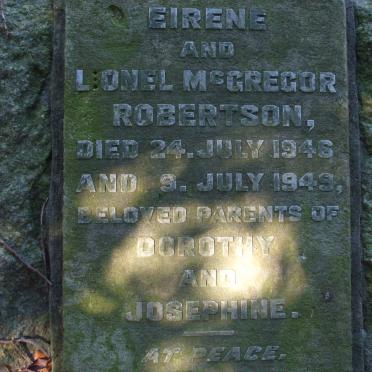 EIRENE
AND
LIONEL McGREGOR
ROBERTSON,
DIED 24. JULY 1946
AND 9. JULY 1949,
BELOVED PARENTS OF
DOROTHY
AND
JOSEPHINE.
AT PEACE.